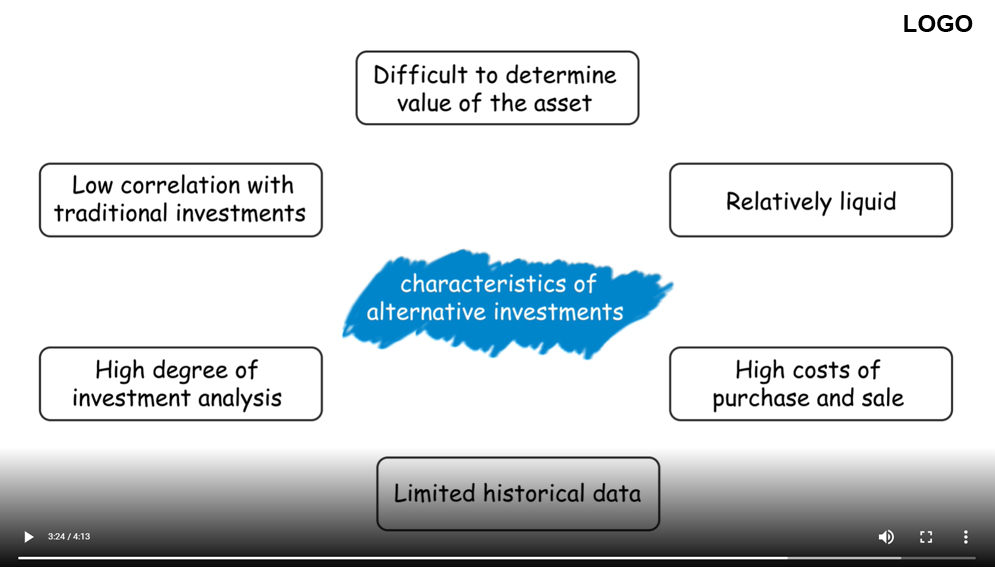 LOGO
Difficult to determine
value of the asset
Low correlation with
traditional investments
Relatively liquid
characteristics of
alternative investments
High degree of
investment analysis
High costs of
purchase and sale
Limited historical data
3:24 / 4:13